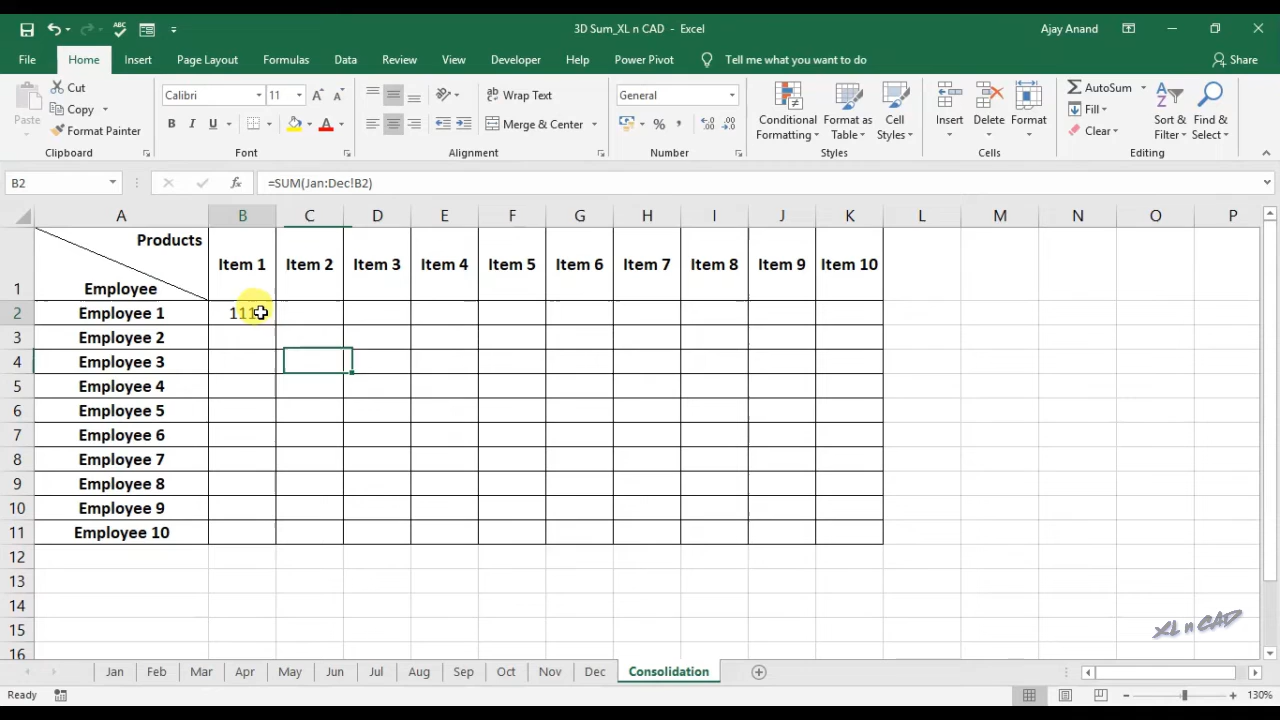 3D Sum_XL n CAD - Excel
Ajay Anand
File Home Insert Page Layout Formulas Data Review View Developer Help Power Pivot Tell me what you want to do Share
Paste
Cut
Copy
Format Painter
Clipboard
Calibri 11
B I U
Font
Wrap Text
Merge & Center
Alignment
General
Number
Conditional Formatting
Format as Table
Cell Styles
Styles
Insert
Delete
Format
Cells
AutoSum
Fill
Clear
Sort & Filter
Find & Select
Editing
B2
=SUM(Jan:Dec!B2)
A B C D E F G H I J K L M N O P
1 Products Employee Item 1 Item 2 Item 3 Item 4 Item 5 Item 6 Item 7 Item 8 Item 9 Item 10
2 Employee 1
3 Employee 2
4 Employee 3
5 Employee 4
6 Employee 5
7 Employee 6
8 Employee 7
9 Employee 8
10 Employee 9
11 Employee 10
12
13
14
15
16
XL n CAD
Jan Feb Mar Apr May Jun Jul Aug Sep Oct Nov Dec Consolidation
Ready
130%